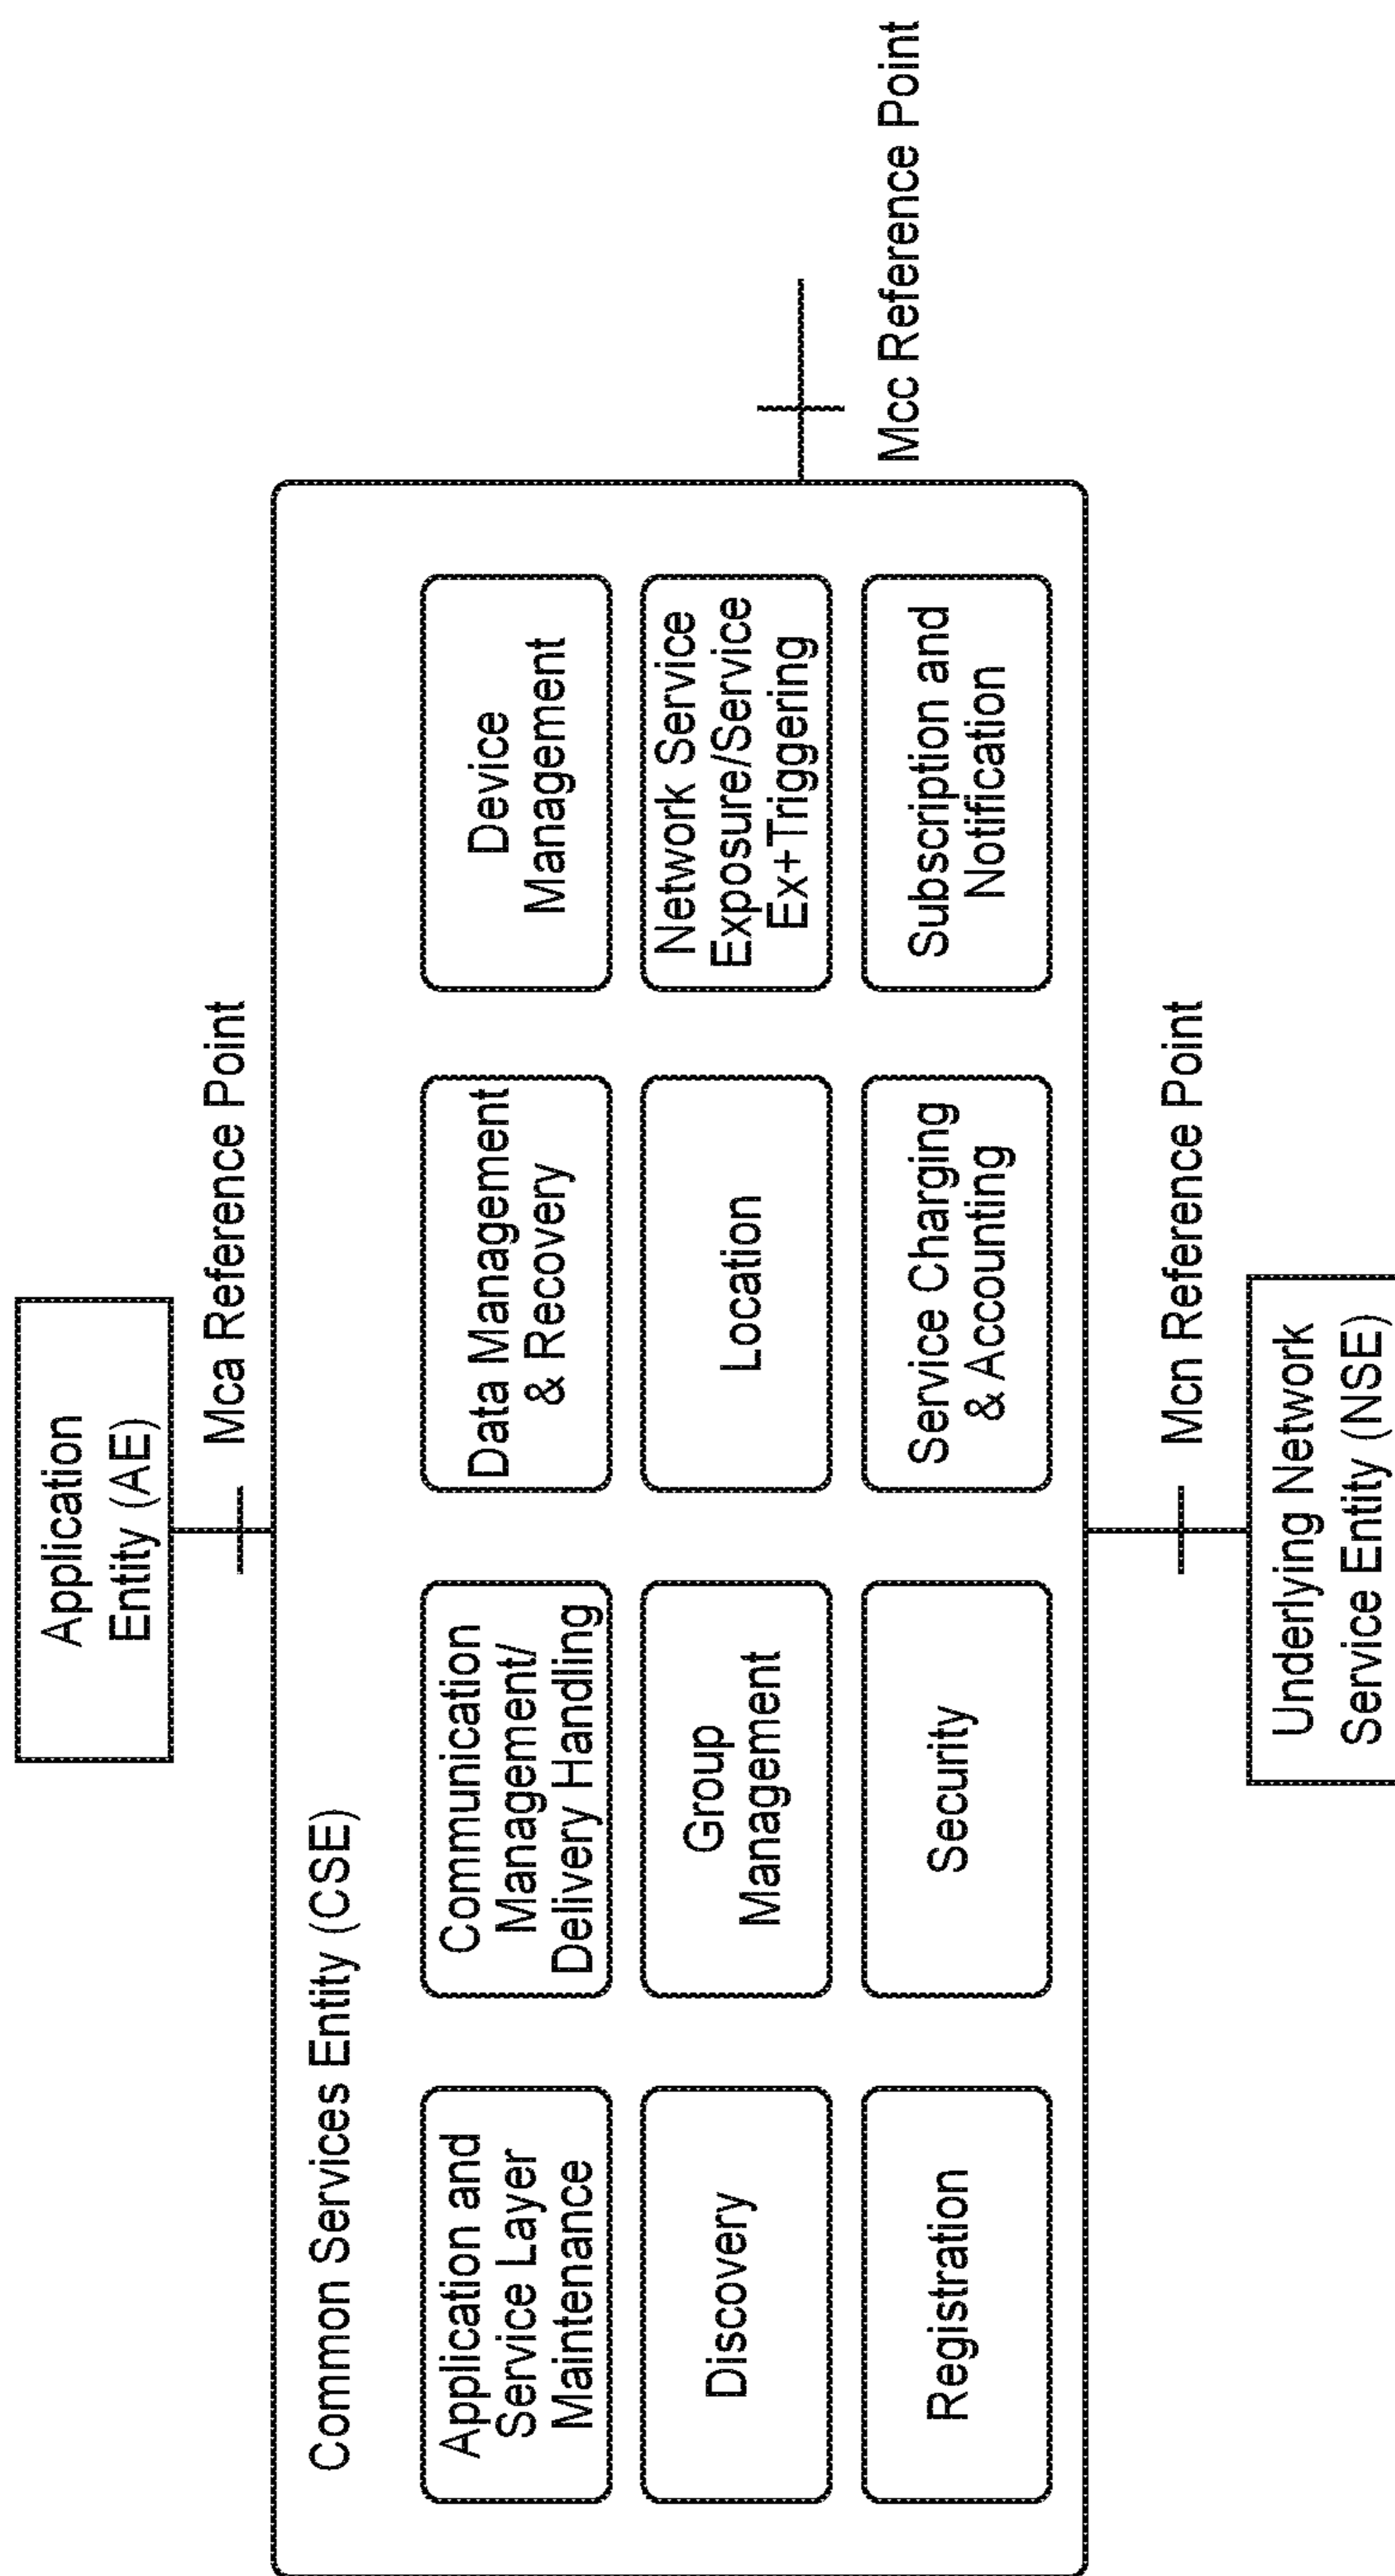 Application
Entity (AE)
Mca Reference Point
Common Services Entity (CSE)
Application and
Service Layer
Maintenance
Communication
Management/
Delivery Handling
Data Management
& Recovery
Device
Management
Discovery
Group
Management
Location
Network Service
Exposure/Service
Ex+Triggering
Registration
Security
Service Charging
& Accounting
Subscription and
Notification
Mcc Reference Point
Mcn Reference Point
Underlying Network
Service Entity (NSE)